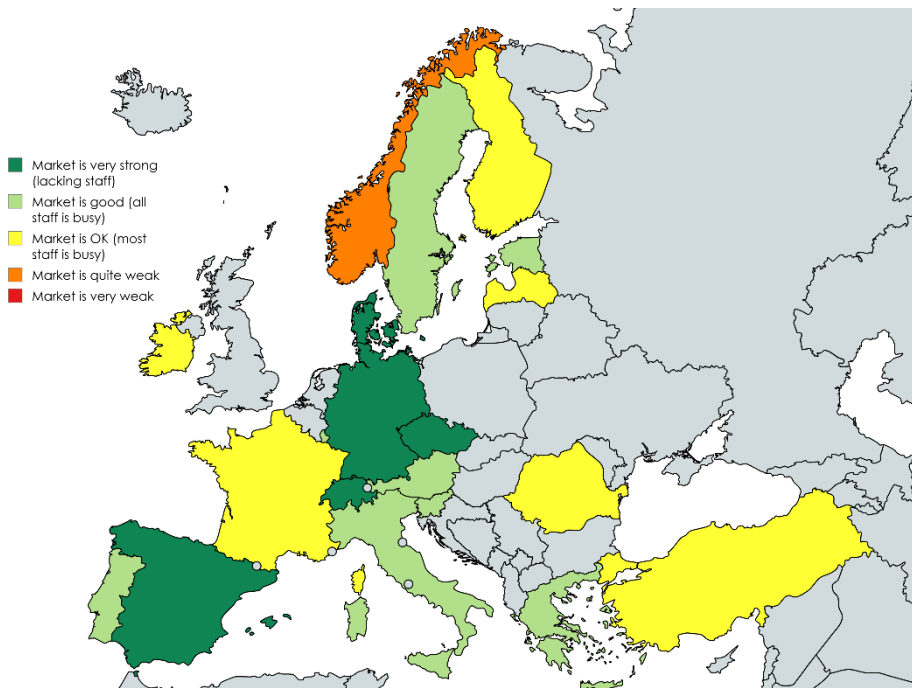 Market is very strong
(lacking staff)
Market is good (all
staff is busy)
Market is OK (most
staff is busy)
Market is quite weak
Market is very weak